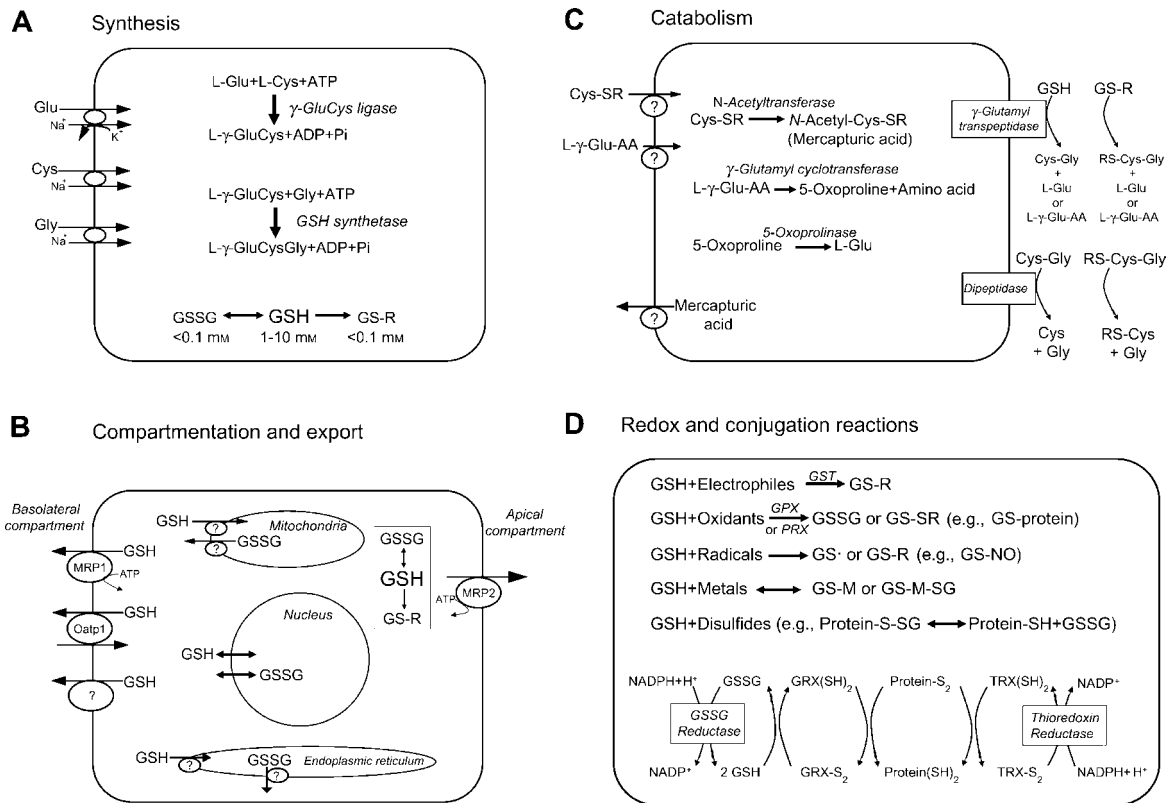 A Synthesis
L-Glu+L-Cys+ATP
γ-GluCys ligase
L-γ-GluCys+ADP+Pi
Glu
Na⁺
K⁺
Cys
Na⁺
Gly
Na⁺
L-γ-GluCys+Gly+ATP
GSH synthetase
L-γ-GluCysGly+ADP+Pi
GSSG GSH GS-R
<0.1 mM 1-10 mM <0.1 mM
B Compartmentation and export
Basolateral
compartment
Apical
compartment
GSH
MRP1
ATP
GSH
Oatp1
GSH
?
GSH
?
Mitochondria
?
GSSG
Nucleus
GSH
GSSG
GSSG
GSH
GS-R
ATP
MRP2
GSH
?
GSSG
?
Endoplasmic reticulum
C Catabolism
Cys-SR
?
L-γ-Glu-AA
?
N-Acetyltransferase
Cys-SR N-Acetyl-Cys-SR
(Mercapturic acid)
γ-Glutamyl cyclotransferase
L-γ-Glu-AA 5-Oxoproline+Amino acid
5-Oxoprolinase
5-Oxoproline L-Glu
Mercapturic
acid
?
γ-Glutamyl
transpeptidase
GSH GS-R
Cys-Gly RS-Cys-Gly
+ +
L-Glu L-Glu
or or
L-γ-Glu-AA L-γ-Glu-AA
Dipeptidase
Cys-Gly RS-Cys-Gly
Cys RS-Cys
+ Gly + Gly
D Redox and conjugation reactions
GSH+Electrophiles GST GS-R
GSH+Oxidants GPX or PRX GSSG or GS-SR (e.g., GS-protein)
GSH+Radicals GS· or GS-R (e.g., GS-NO)
GSH+Metals GS-M or GS-M-SG
GSH+Disulfides (e.g., Protein-S-SG Protein-SH+GSSG)
NADPH+H⁺ GSSG GRX(SH)₂ Protein-S₂ TRX(SH)₂ NADP⁺
GSSG
Reductase
Thioredoxin
Reductase
NADP⁺ 2 GSH GRX-S₂ Protein(SH)₂ TRX-S₂ NADPH+H⁺